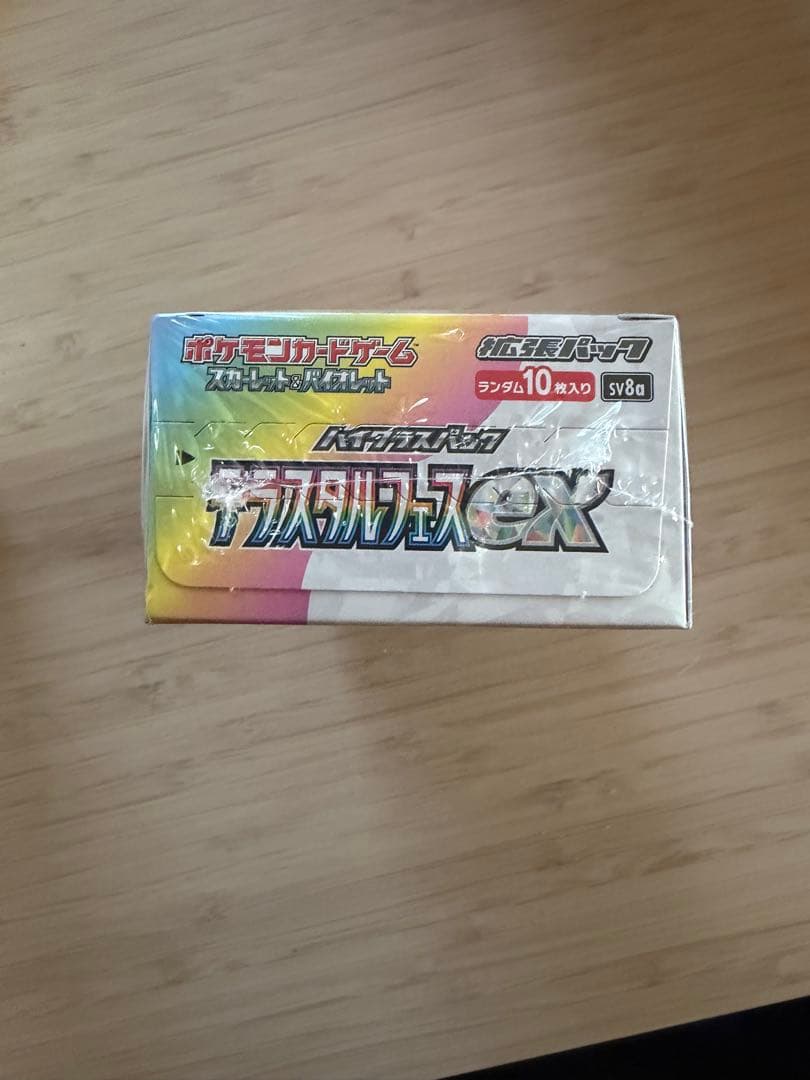 ポケモンカードゲーム
スカーレット&バイオレット
拡張パック
ランダム10枚入り sv8a
ハイクラスパック
テラスタルフェスex